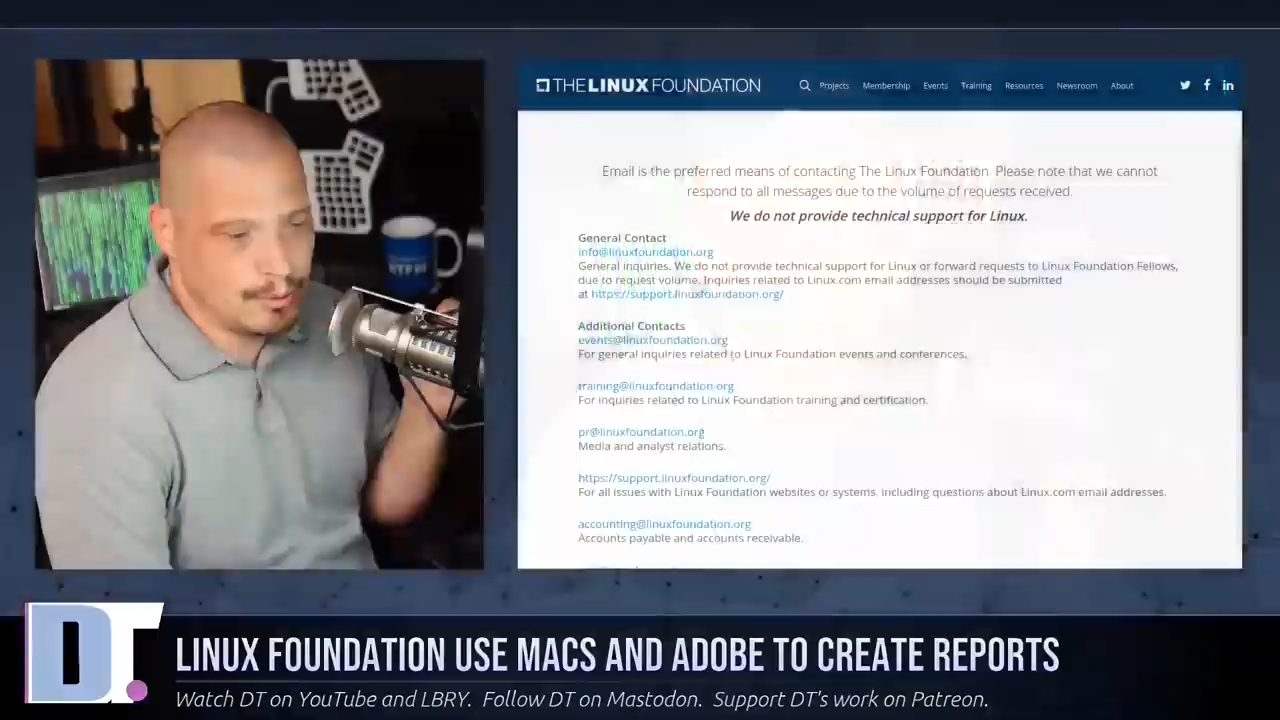 THE LINUX FOUNDATION
Projects Membership Events Training Resources Newsroom About
Email is the preferred means of contacting The Linux Foundation. Please note that we cannot
respond to all messages due to the volume of requests received.
We do not provide technical support for Linux.
General Contact
info@linuxfoundation.org
General inquiries. We do not provide technical support for Linux or forward requests to Linux Foundation Fellows,
due to request volume. Inquiries related to Linux.com email addresses should be submitted
at https://support.linuxfoundation.org/
Additional Contacts
events@linuxfoundation.org
For general inquiries related to Linux Foundation events and conferences.
training@linuxfoundation.org
For inquiries related to Linux Foundation training and certification.
pr@linuxfoundation.org
Media and analyst relations.
https://support.linuxfoundation.org/
For all issues with Linux Foundation websites or systems, including questions about Linux.com email addresses.
accounting@linuxfoundation.org
Accounts payable and accounts receivable.
DT.
LINUX FOUNDATION USE MACS AND ADOBE TO CREATE REPORTS
Watch DT on YouTube and LBRY. Follow DT on Mastodon. Support DT's work on Patreon.